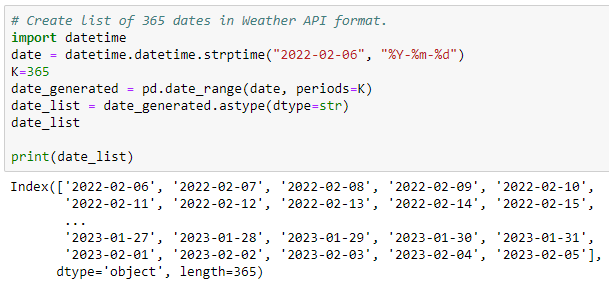 # Create list of 365 dates in Weather API format.
import datetime
date = datetime.datetime.strptime("2022-02-06", "%Y-%m-%d")
K=365
date_generated = pd.date_range(date, periods=K)
date_list = date_generated.astype(dtype=str)
date_list
print(date_list)
Index(['2022-02-06', '2022-02-07', '2022-02-08', '2022-02-09', '2022-02-10',
'2022-02-11', '2022-02-12', '2022-02-13', '2022-02-14', '2022-02-15',
...
'2023-01-27', '2023-01-28', '2023-01-29', '2023-01-30', '2023-01-31',
'2023-02-01', '2023-02-02', '2023-02-03', '2023-02-04', '2023-02-05'],
dtype='object', length=365)